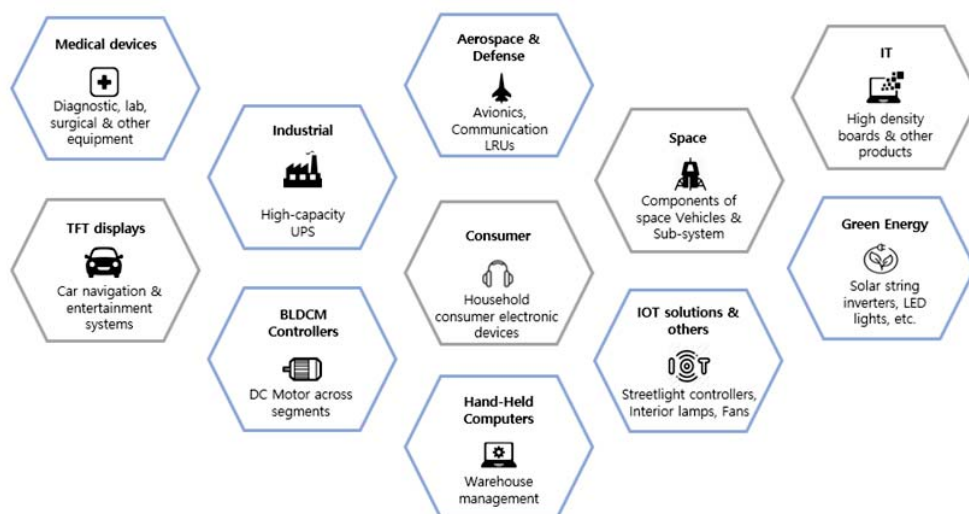 Medical devices
Diagnostic, lab,
surgical & other
equipment
Industrial
High-capacity
UPS
Aerospace &
Defense
Avionics,
Communication
LRUs
Space
Components of
space Vehicles &
Sub-system
IT
High density
boards & other
products
TFT displays
Car navigation &
entertainment
systems
BLDCM
Controllers
DC Motor across
segments
Consumer
Household
consumer electronic
devices
Hand-Held
Computers
Warehouse
management
IOT solutions &
others
IOT
Streetlight controllers,
Interior lamps, Fans
Green Energy
Solar string
inverters, LED
lights, etc.